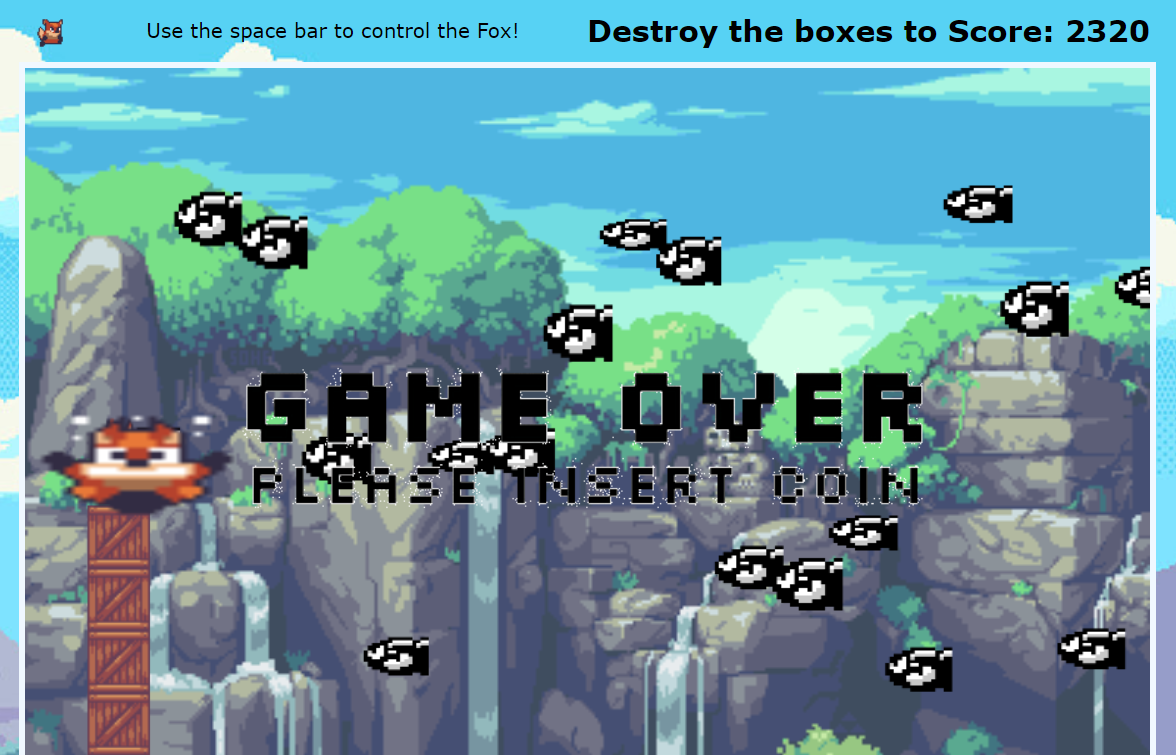 Use the space bar to control the Fox!
Destroy the boxes to Score: 2320
GAME OVER
PLEASE INSERT COIN